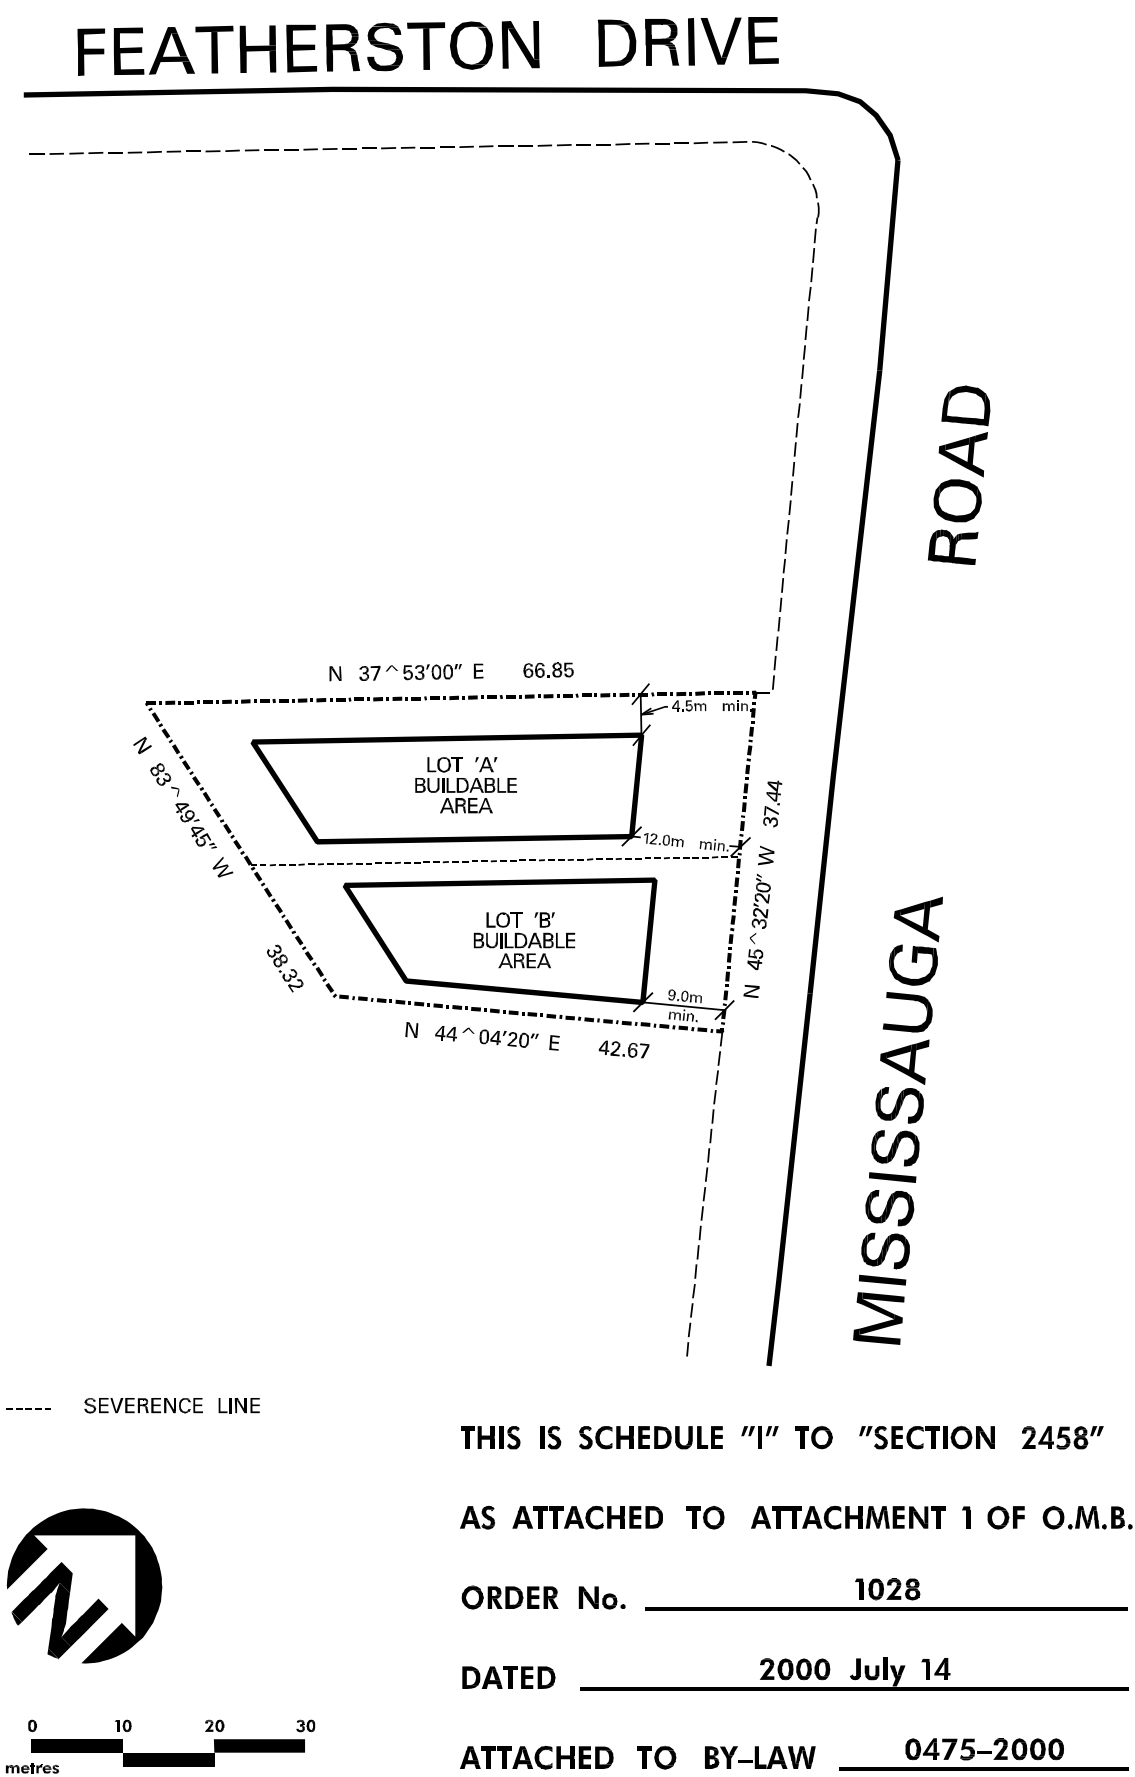 FEATHERSTON DRIVE
ROAD
MISSISSAUGA
N 37^53'00" E 66.85
4.5m min.
LOT 'A'
BUILDABLE
AREA
N 83^49'45" W
38.32
12.0m min.
N 45^32'20" W 37.44
LOT 'B'
BUILDABLE
AREA
9.0m
min.
N 44^04'20" E 42.67
SEVERENCE LINE
THIS IS SCHEDULE "I" TO "SECTION 2458"
AS ATTACHED TO ATTACHMENT 1 OF O.M.B.
ORDER No. 1028
DATED 2000 July 14
ATTACHED TO BY-LAW 0475-2000
N
0 10 20 30
metres